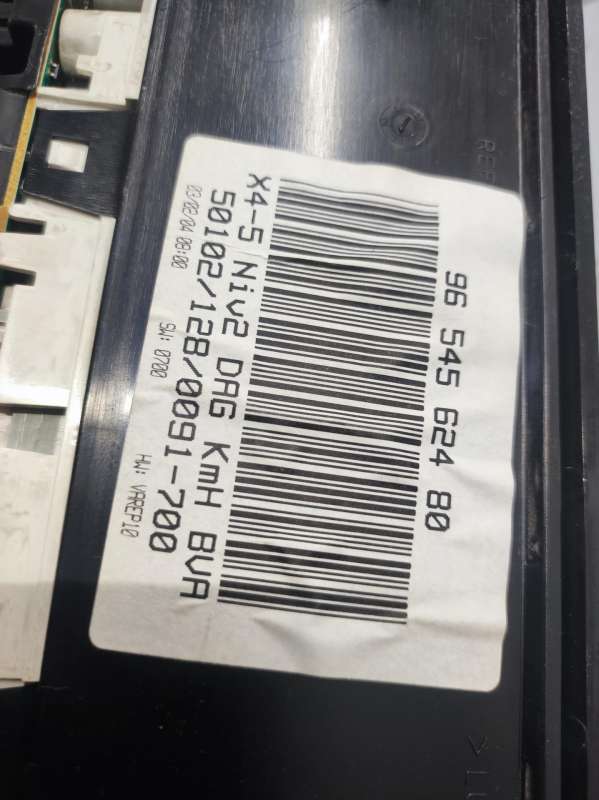 96 545 624 80
X4-5 Niv2 DAG KmH BVA
50102/128/0091-700
03/02/04 08:00 SW: 0700 HW: VAREP10
REP